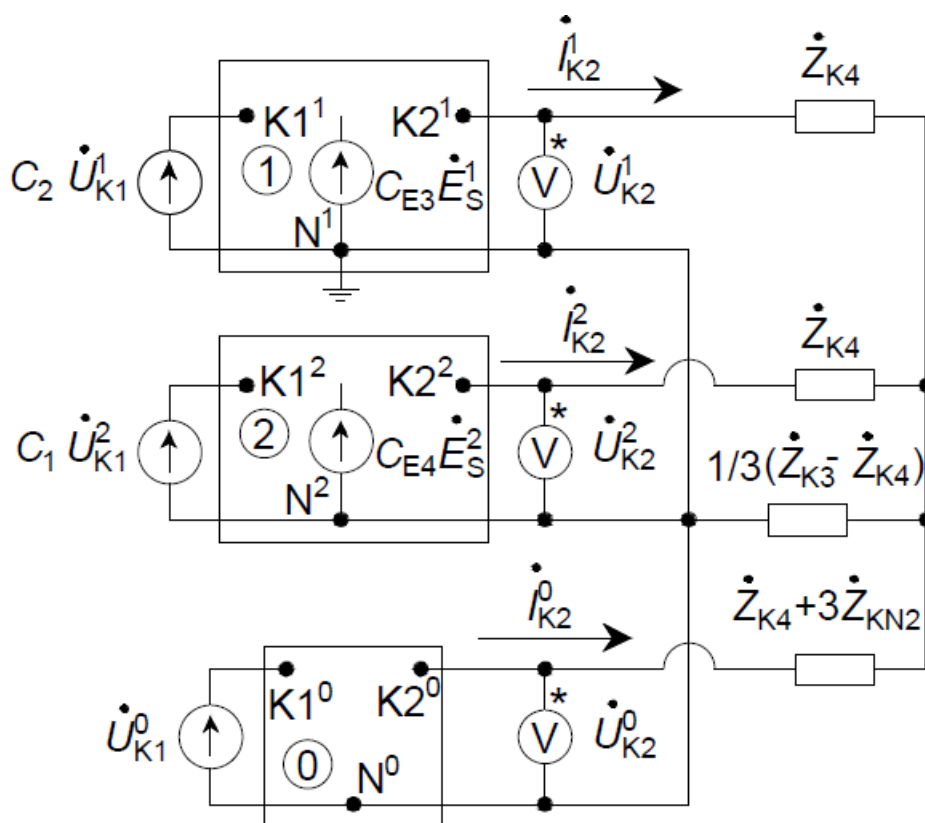 İ¹K2 ŻK4
K1¹ K2¹ *
C2 U̇¹K1 1 CE3Ė¹S V U̇¹K2
N¹
İ²K2 ŻK4
K1² K2² *
C1 U̇²K1 2 CE4Ė²S V U̇²K2 1/3(ŻK3- ŻK4)
N²
İ⁰K2 ŻK4+3ŻKN2
K1⁰ K2⁰ *
U̇⁰K1 0 N⁰ V U̇⁰K2